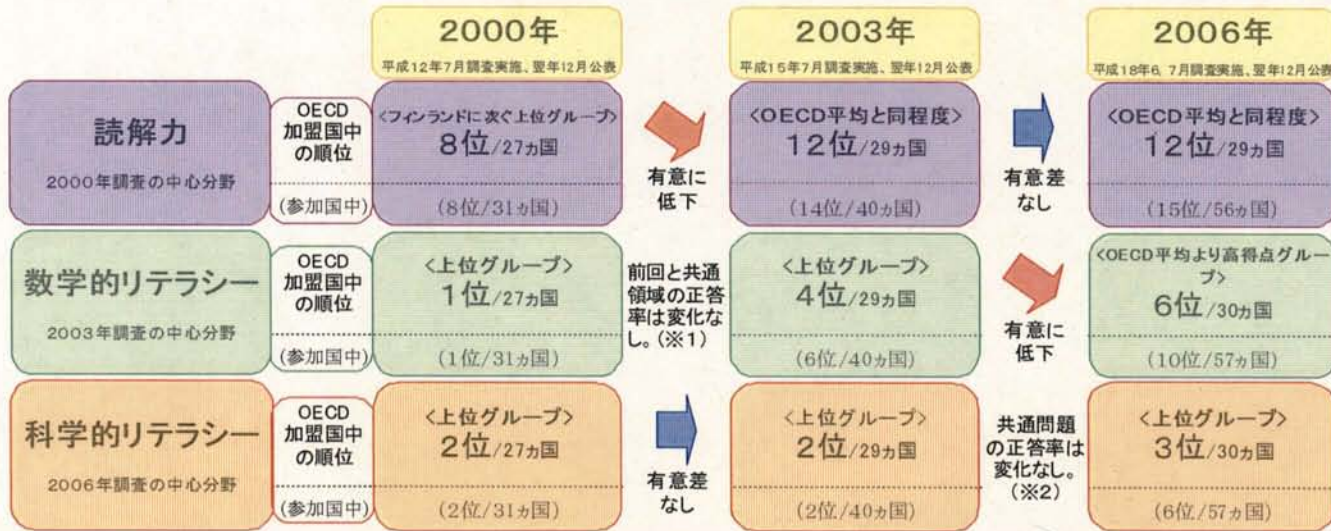 2000年
平成12年7月調査実施、翌年12月公表
2003年
平成15年7月調査実施、翌年12月公表
2006年
平成18年6,7月調査実施、翌年12月公表
読解力
2000年調査の中心分野
OECD
加盟国中
の順位
(参加国中)
<フィンランドに次ぐ上位グループ>
8位/27ヵ国
(8位/31ヵ国)
有意に
低下
<OECD平均と同程度>
12位/29ヵ国
(14位/40ヵ国)
有意差
なし
<OECD平均と同程度>
12位/29ヵ国
(15位/56ヵ国)
数学的リテラシー
2003年調査の中心分野
OECD
加盟国中
の順位
(参加国中)
<上位グループ>
1位/27ヵ国
(1位/31ヵ国)
前回と共通
領域の正答
率は変化な
し。(※1)
<上位グループ>
4位/29ヵ国
(6位/40ヵ国)
有意に
低下
<OECD平均より高得点グルー
プ>
6位/30ヵ国
(10位/57ヵ国)
科学的リテラシー
2006年調査の中心分野
OECD
加盟国中
の順位
(参加国中)
<上位グループ>
2位/27ヵ国
(2位/31ヵ国)
有意差
なし
<上位グループ>
2位/29ヵ国
(2位/40ヵ国)
共通問題
の正答率は
変化なし。
(※2)
<上位グループ>
3位/30ヵ国
(6位/57ヵ国)